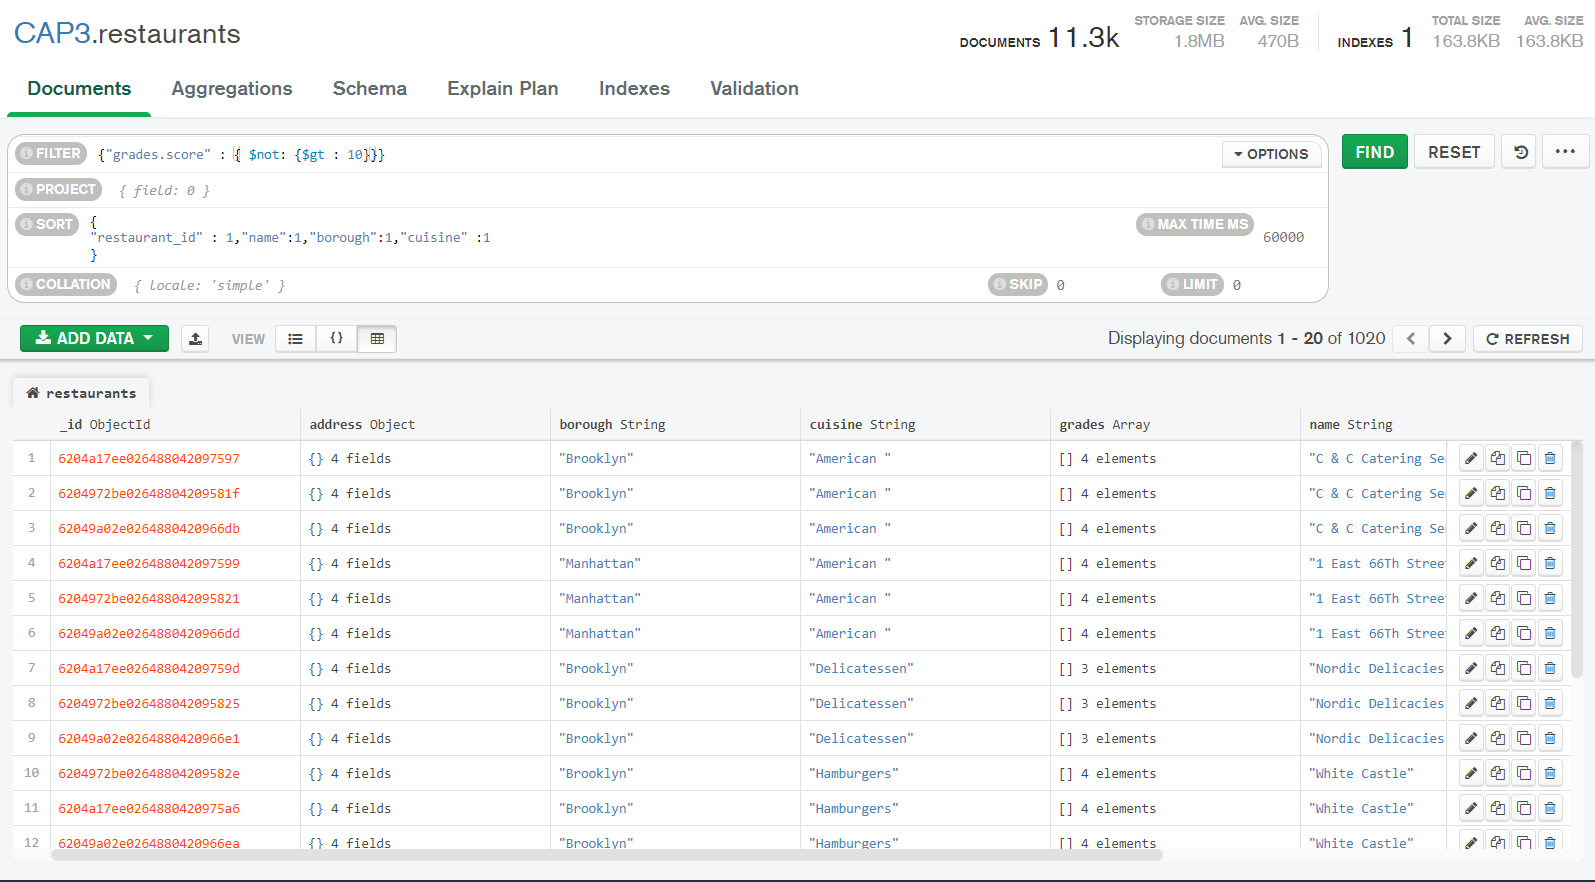 CAP3.restaurants
DOCUMENTS 11.3k STORAGE SIZE 1.8MB AVG. SIZE 470B INDEXES 1 TOTAL SIZE 163.8KB AVG. SIZE 163.8KB
Documents Aggregations Schema Explain Plan Indexes Validation
FILTER {"grades.score" : { $not: {$gt : 10}}} OPTIONS FIND RESET ...
PROJECT { field: 0 }
SORT {
"restaurant_id" : 1,"name":1,"borough":1,"cuisine" :1
}
MAX TIME MS 60000
COLLATION { locale: 'simple' } SKIP 0 LIMIT 0
ADD DATA VIEW {} Displaying documents 1 - 20 of 1020 < > REFRESH
restaurants
_id ObjectId address Object borough String cuisine String grades Array name String
1 6204a17ee026488042097597 {} 4 fields "Brooklyn" "American " [] 4 elements "C & C Catering Se
2 6204972be02648804209581f {} 4 fields "Brooklyn" "American " [] 4 elements "C & C Catering Se
3 62049a02e0264880420966db {} 4 fields "Brooklyn" "American " [] 4 elements "C & C Catering Se
4 6204a17ee026488042097599 {} 4 fields "Manhattan" "American " [] 4 elements "1 East 66Th Stree
5 6204972be026488042095821 {} 4 fields "Manhattan" "American " [] 4 elements "1 East 66Th Stree
6 62049a02e0264880420966dd {} 4 fields "Manhattan" "American " [] 4 elements "1 East 66Th Stree
7 6204a17ee02648804209759d {} 4 fields "Brooklyn" "Delicatessen" [] 3 elements "Nordic Delicacies
8 6204972be026488042095825 {} 4 fields "Brooklyn" "Delicatessen" [] 3 elements "Nordic Delicacies
9 62049a02e0264880420966e1 {} 4 fields "Brooklyn" "Delicatessen" [] 3 elements "Nordic Delicacies
10 6204972be02648804209582e {} 4 fields "Brooklyn" "Hamburgers" [] 4 elements "White Castle"
11 6204a17ee0264880420975a6 {} 4 fields "Brooklyn" "Hamburgers" [] 4 elements "White Castle"
12 62049a02e0264880420966ea {} 4 fields "Brooklyn" "Hamburgers" [] 4 elements "White Castle"